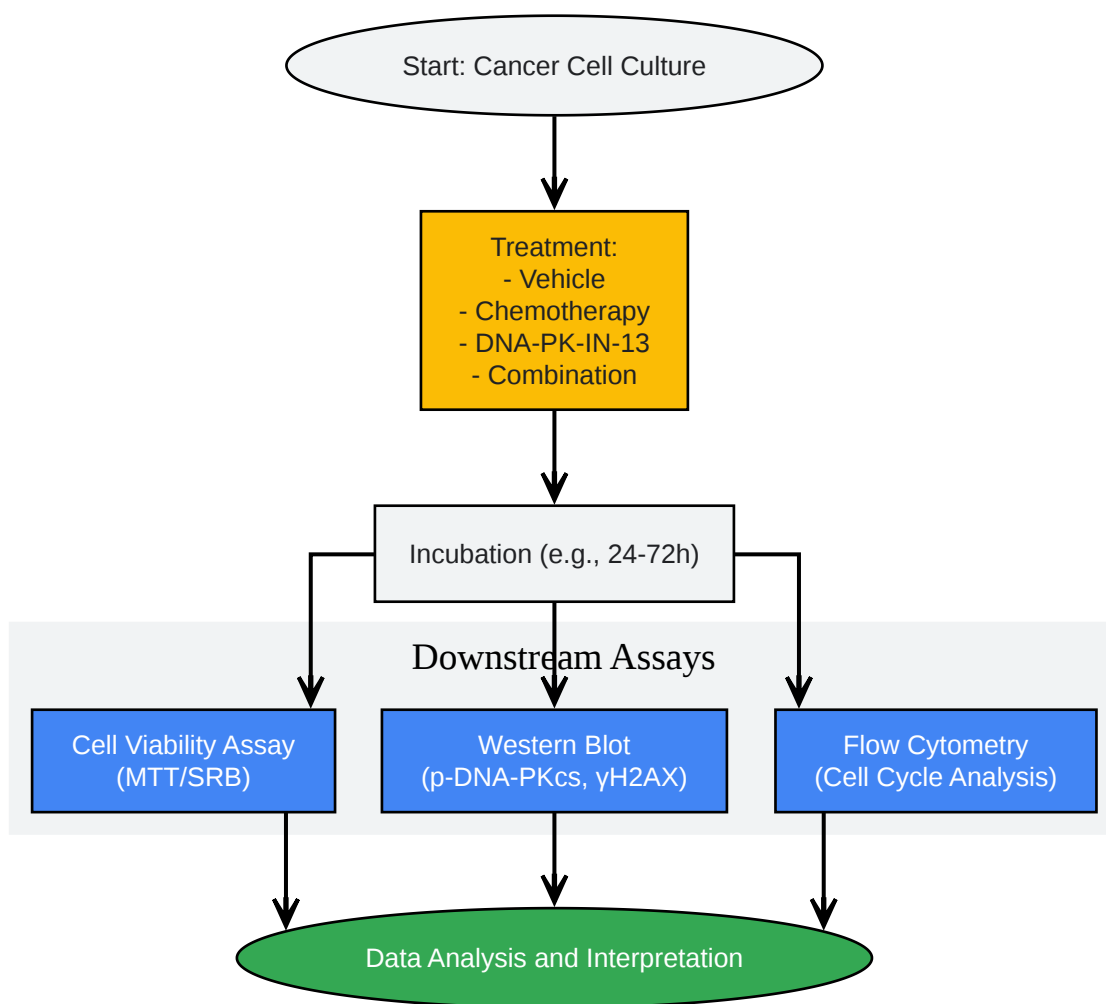 Start: Cancer Cell Culture
Treatment:
- Vehicle
- Chemotherapy
- DNA-PK-IN-13
- Combination
Incubation (e.g., 24-72h)
Downstream Assays
Cell Viability Assay
(MTT/SRB)
Western Blot
(p-DNA-PKcs, γH2AX)
Flow Cytometry
(Cell Cycle Analysis)
Data Analysis and Interpretation